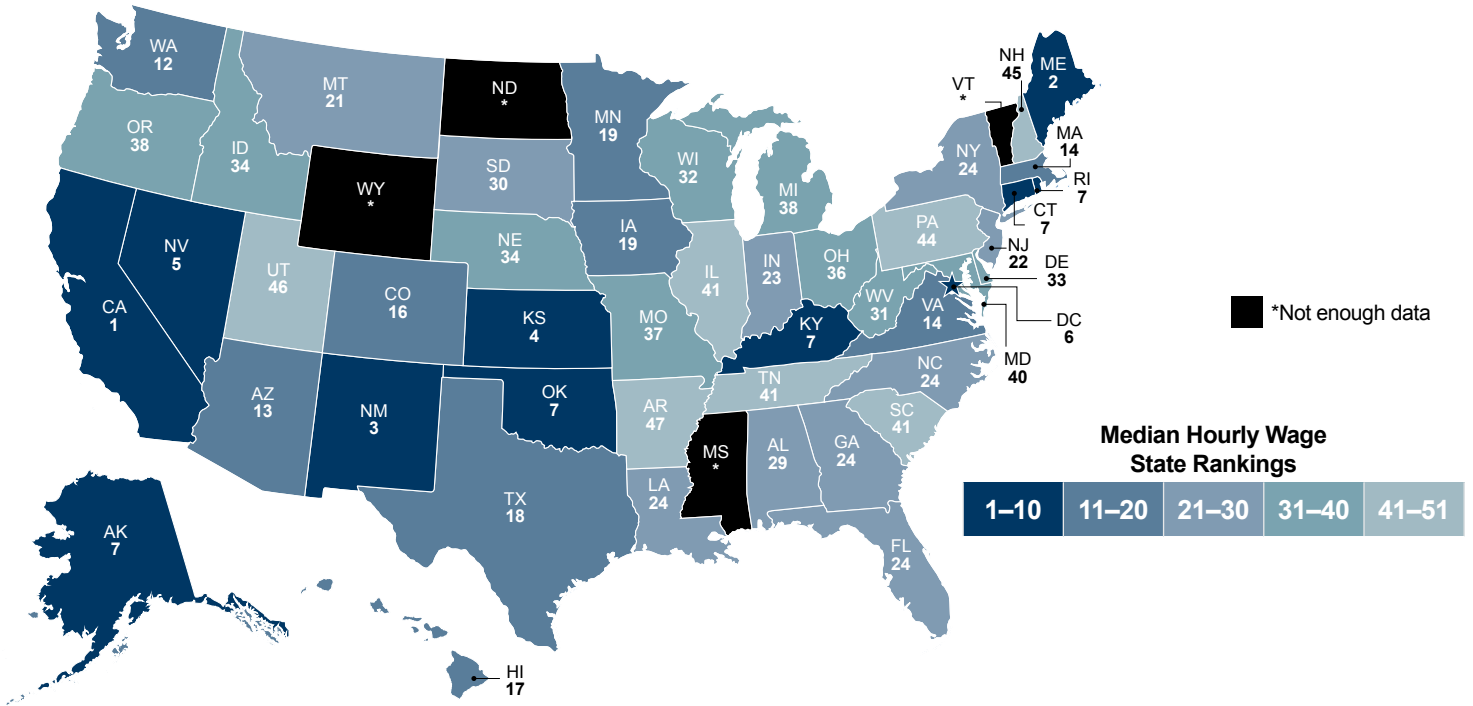 WA
12
MT
21
ND
*
MN
19
OR
38
ID
34
WY
*
SD
30
WI
32
MI
38
NY
24
VT
*
NH
45
ME
2
MA
14
RI
7
CT
7
NV
5
UT
46
CO
16
NE
34
IA
19
IL
41
IN
23
OH
36
PA
44
NJ
22
DE
33
CA
1
KS
4
MO
37
KY
7
WV
31
VA
14
DC
6
MD
40
AZ
13
NM
3
OK
7
AR
47
TN
41
NC
24
SC
41
TX
18
LA
24
MS
*
AL
29
GA
24
FL
24
AK
7
HI
17
*Not enough data
Median Hourly Wage
State Rankings
1–10 11–20 21–30 31–40 41–51